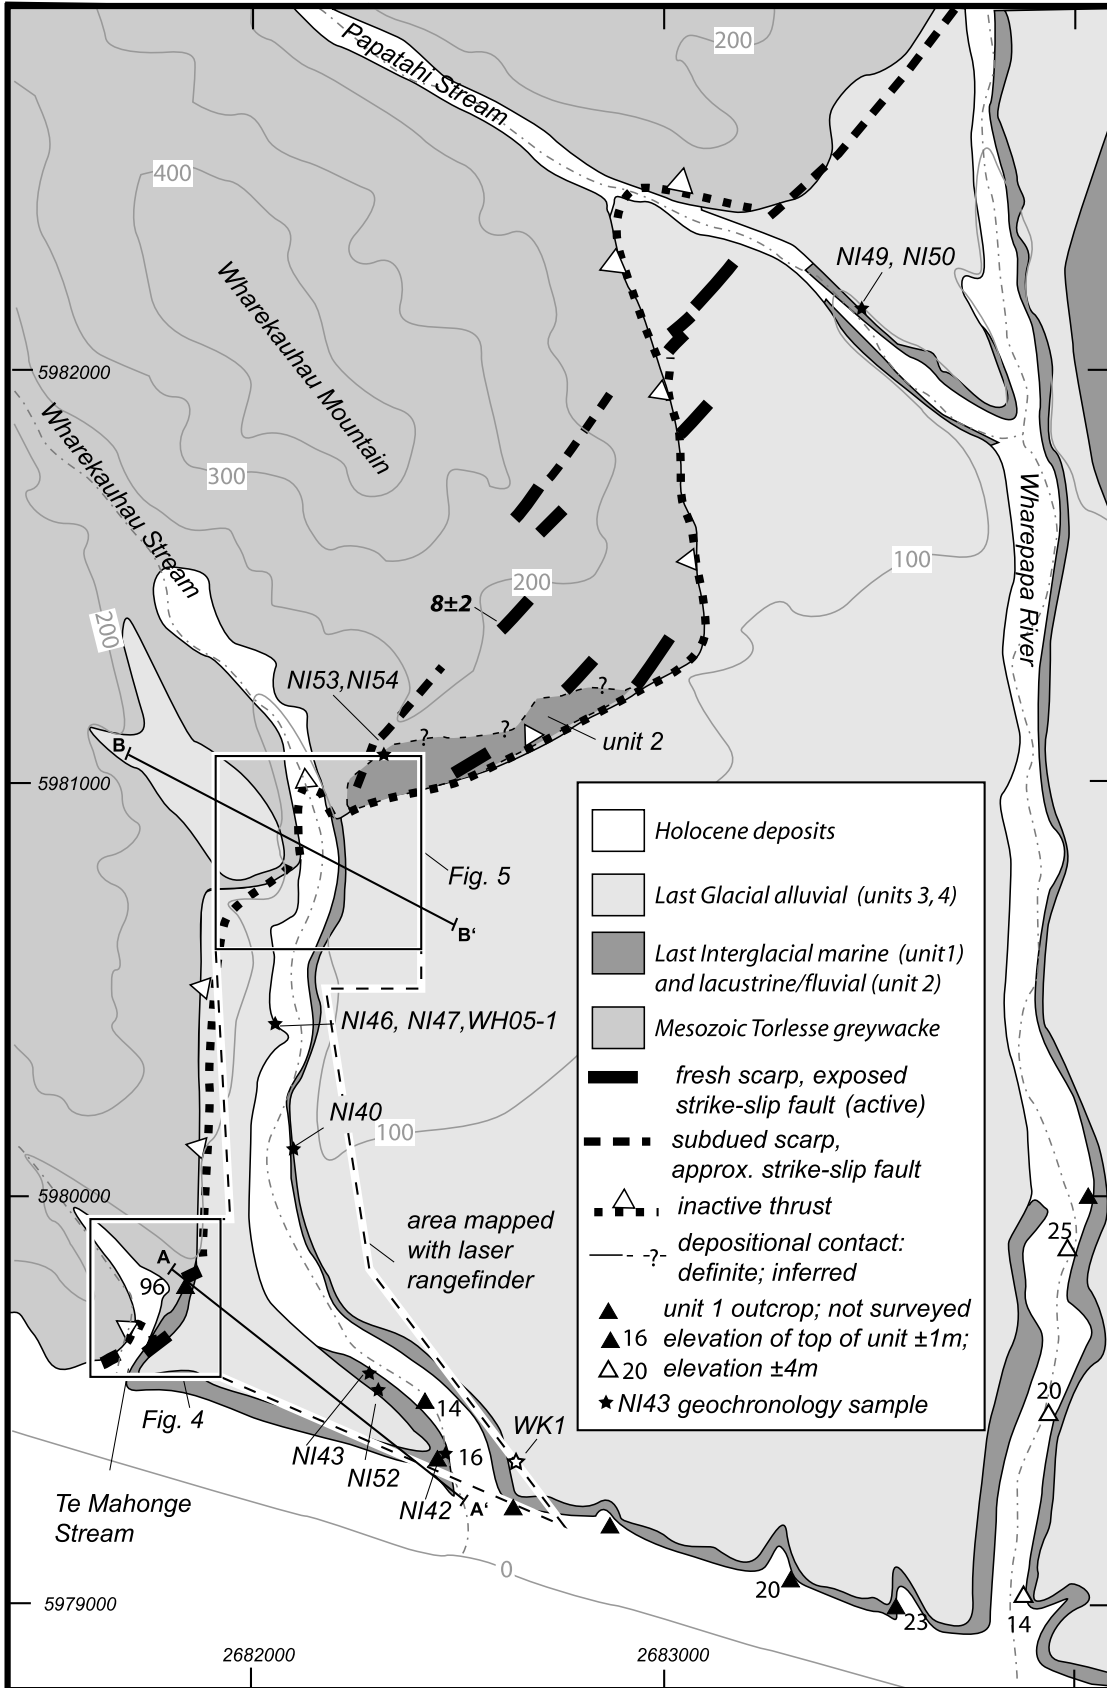 200
Papatahi Stream
400
NI49, NI50
Wharekauhau Mountain
5982000
Wharekauhau Stream
300
Wharepapa River
100
200
8±2
200
NI53,NI54
?
?
?
unit 2
B
5981000
Fig. 5
B'
Holocene deposits
Last Glacial alluvial (units 3, 4)
Last Interglacial marine (unit1)
and lacustrine/fluvial (unit 2)
Mesozoic Torlesse greywacke
fresh scarp, exposed
strike-slip fault (active)
subdued scarp,
approx. strike-slip fault
inactive thrust
-?- depositional contact:
definite; inferred
unit 1 outcrop; not surveyed
16 elevation of top of unit ±1m;
20 elevation ±4m
NI43 geochronology sample
NI46, NI47,WH05-1
NI40
100
5980000
area mapped
with laser
rangefinder
A
96
25
20
Fig. 4
14
WK1
NI43
16
NI52
NI42
A'
Te Mahonge
Stream
0
20
23
14
5979000
2682000
2683000